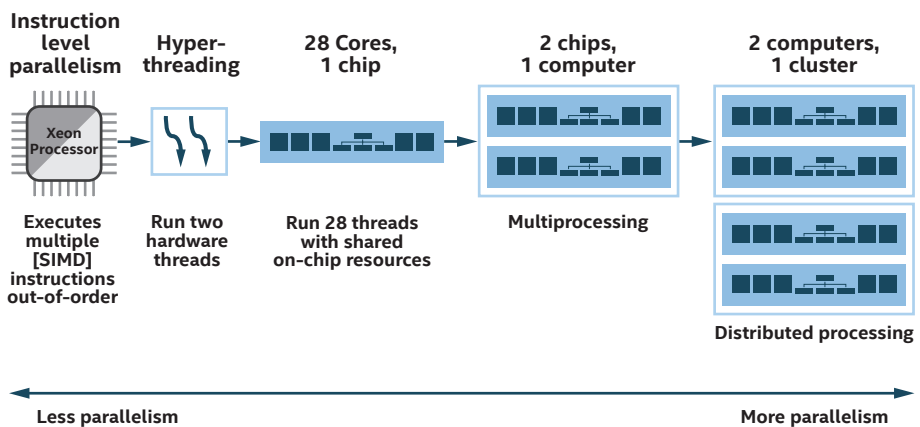 Instruction
level
parallelism
Hyper-
threading
28 Cores,
1 chip
2 chips,
1 computer
2 computers,
1 cluster
Xeon
Processor
Executes
multiple
[SIMD]
instructions
out-of-order
Run two
hardware
threads
Run 28 threads
with shared
on-chip resources
Multiprocessing
Distributed processing
Less parallelism
More parallelism